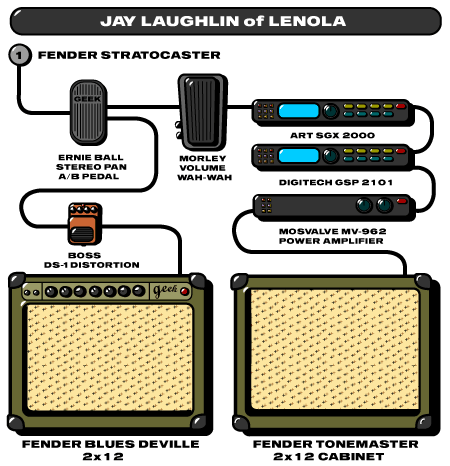 JAY LAUGHLIN of LENOLA
1 FENDER STRATOCASTER
GEEK
ERNIE BALL
STEREO PAN
A/B PEDAL
MORLEY
VOLUME
WAH-WAH
ART SGX 2000
DIGITECH GSP 2101
MOSVALVE MV-962
POWER AMPLIFIER
BOSS
DS-1 DISTORTION
geek
FENDER BLUES DEVILLE
2x12
FENDER TONEMASTER
2x12 CABINET